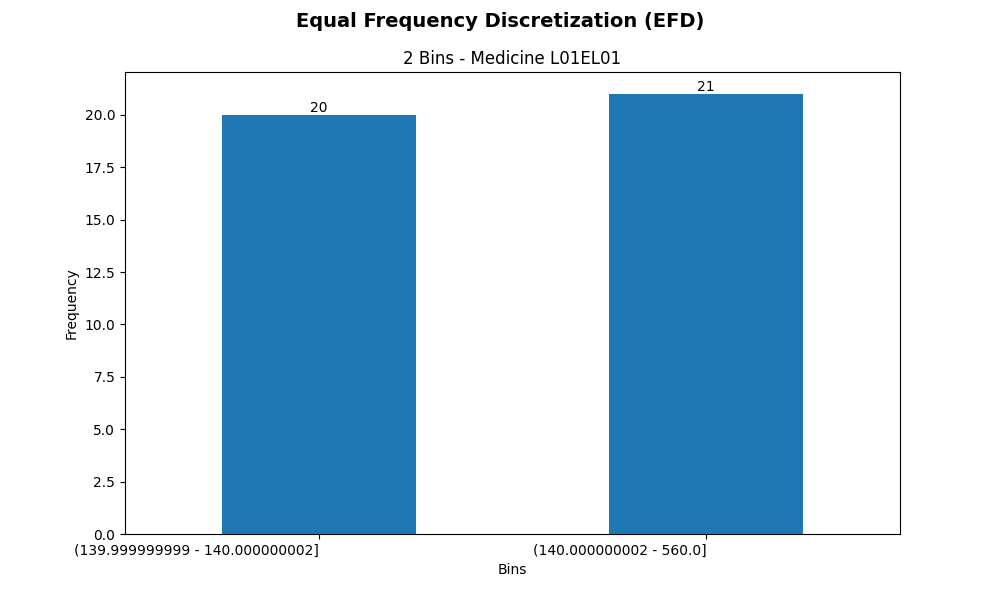 Equal Frequency Discretization (EFD)
2 Bins - Medicine L01EL01
20
21
20.0
17.5
15.0
12.5
10.0
7.5
5.0
2.5
0.0
Frequency
(139.999999999 - 140.000000002]
(140.000000002 - 560.0]
Bins